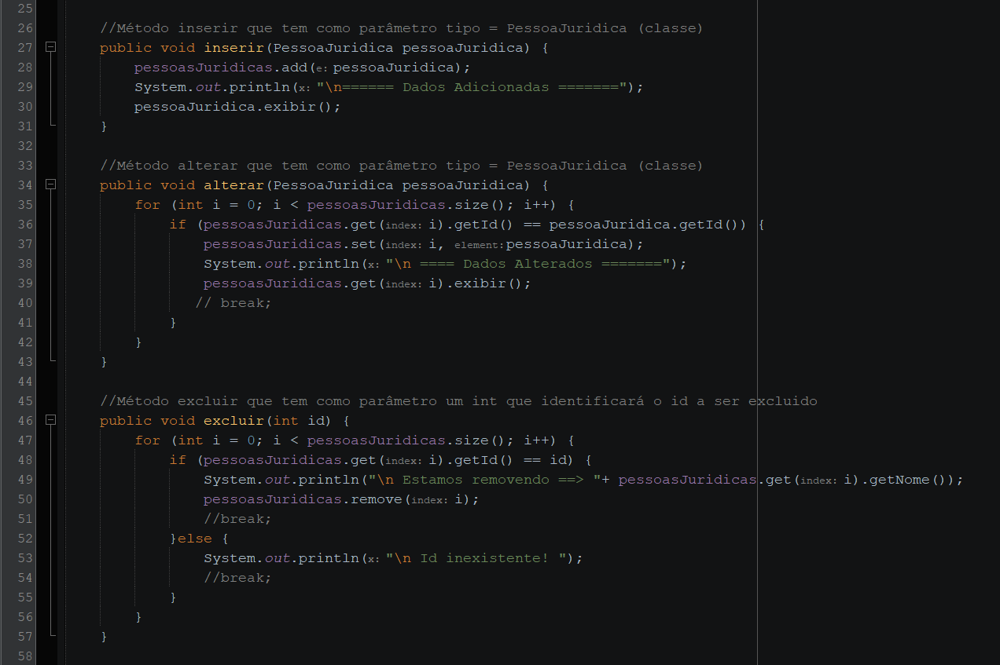 25
26 //Método inserir que tem como parâmetro tipo = PessoaJuridica (classe)
27 public void inserir(PessoaJuridica pessoaJuridica) {
28 pessoasJuridicas.add(e: pessoaJuridica);
29 System.out.println(x: "\n====== Dados Adicionadas =======");
30 pessoaJuridica.exibir();
31 }
32
33 //Método alterar que tem como parâmetro tipo = PessoaJuridica (classe)
34 public void alterar(PessoaJuridica pessoaJuridica) {
35 for (int i = 0; i < pessoasJuridicas.size(); i++) {
36 if (pessoasJuridicas.get(index: i).getId() == pessoaJuridica.getId()) {
37 pessoasJuridicas.set(index: i, element: pessoaJuridica);
38 System.out.println(x: "\n ==== Dados Alterados =======");
39 pessoasJuridicas.get(index: i).exibir();
40 // break;
41 }
42 }
43 }
44
45 //Método excluir que tem como parâmetro um int que identificará o id a ser excluido
46 public void excluir(int id) {
47 for (int i = 0; i < pessoasJuridicas.size(); i++) {
48 if (pessoasJuridicas.get(index: i).getId() == id) {
49 System.out.println("\n Estamos removendo ==> "+ pessoasJuridicas.get(index: i).getNome());
50 pessoasJuridicas.remove(index: i);
51 //break;
52 }else {
53 System.out.println(x: "\n Id inexistente! ");
54 //break;
55 }
56 }
57 }
58